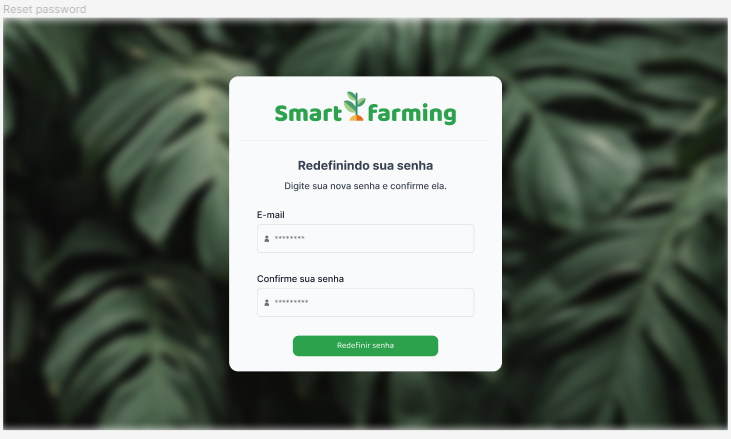 Reset password
Smart farming
Redefinindo sua senha
Digite sua nova senha e confirme ela.
E-mail
********
Confirme sua senha
*********
Redefinir senha